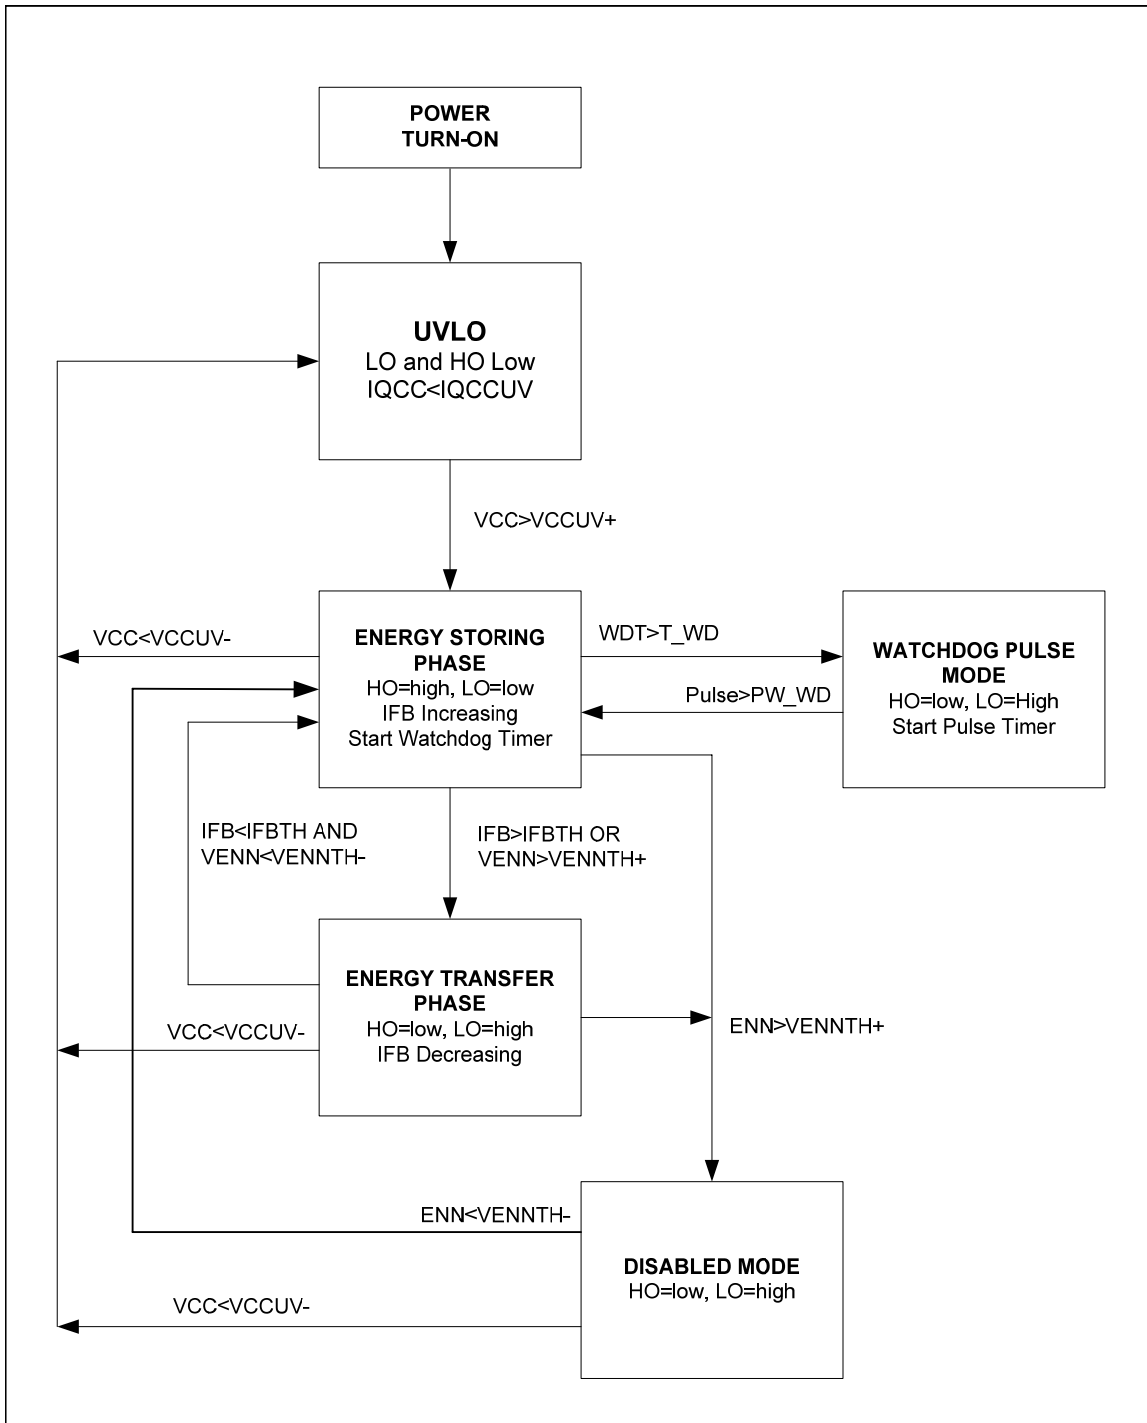 POWER
TURN-ON
UVLO
LO and HO Low
IQCC<IQCCUV
VCC>VCCUV+
VCC<VCCUV-
ENERGY STORING
PHASE
HO=high, LO=low
IFB Increasing
Start Watchdog Timer
WDT>T_WD
Pulse>PW_WD
WATCHDOG PULSE
MODE
HO=low, LO=High
Start Pulse Timer
IFB<IFBTH AND
VENN<VENNTH-
IFB>IFBTH OR
VENN>VENNTH+
ENERGY TRANSFER
PHASE
HO=low, LO=high
IFB Decreasing
VCC<VCCUV-
ENN>VENNTH+
ENN<VENNTH-
DISABLED MODE
HO=low, LO=high
VCC<VCCUV-